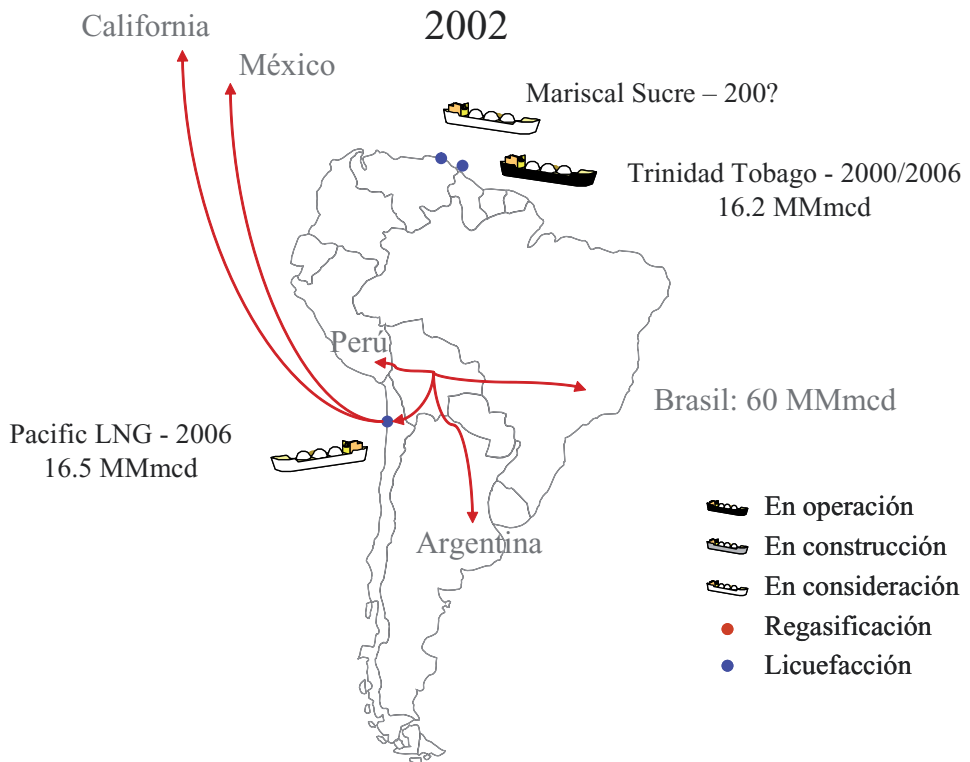 2002
California
México
Mariscal Sucre – 200?
Trinidad Tobago - 2000/2006
16.2 MMmcd
Perú
Brasil: 60 MMmcd
Pacific LNG - 2006
16.5 MMmcd
Argentina
En operación
En construcción
En consideración
Regasificación
Licuefacción